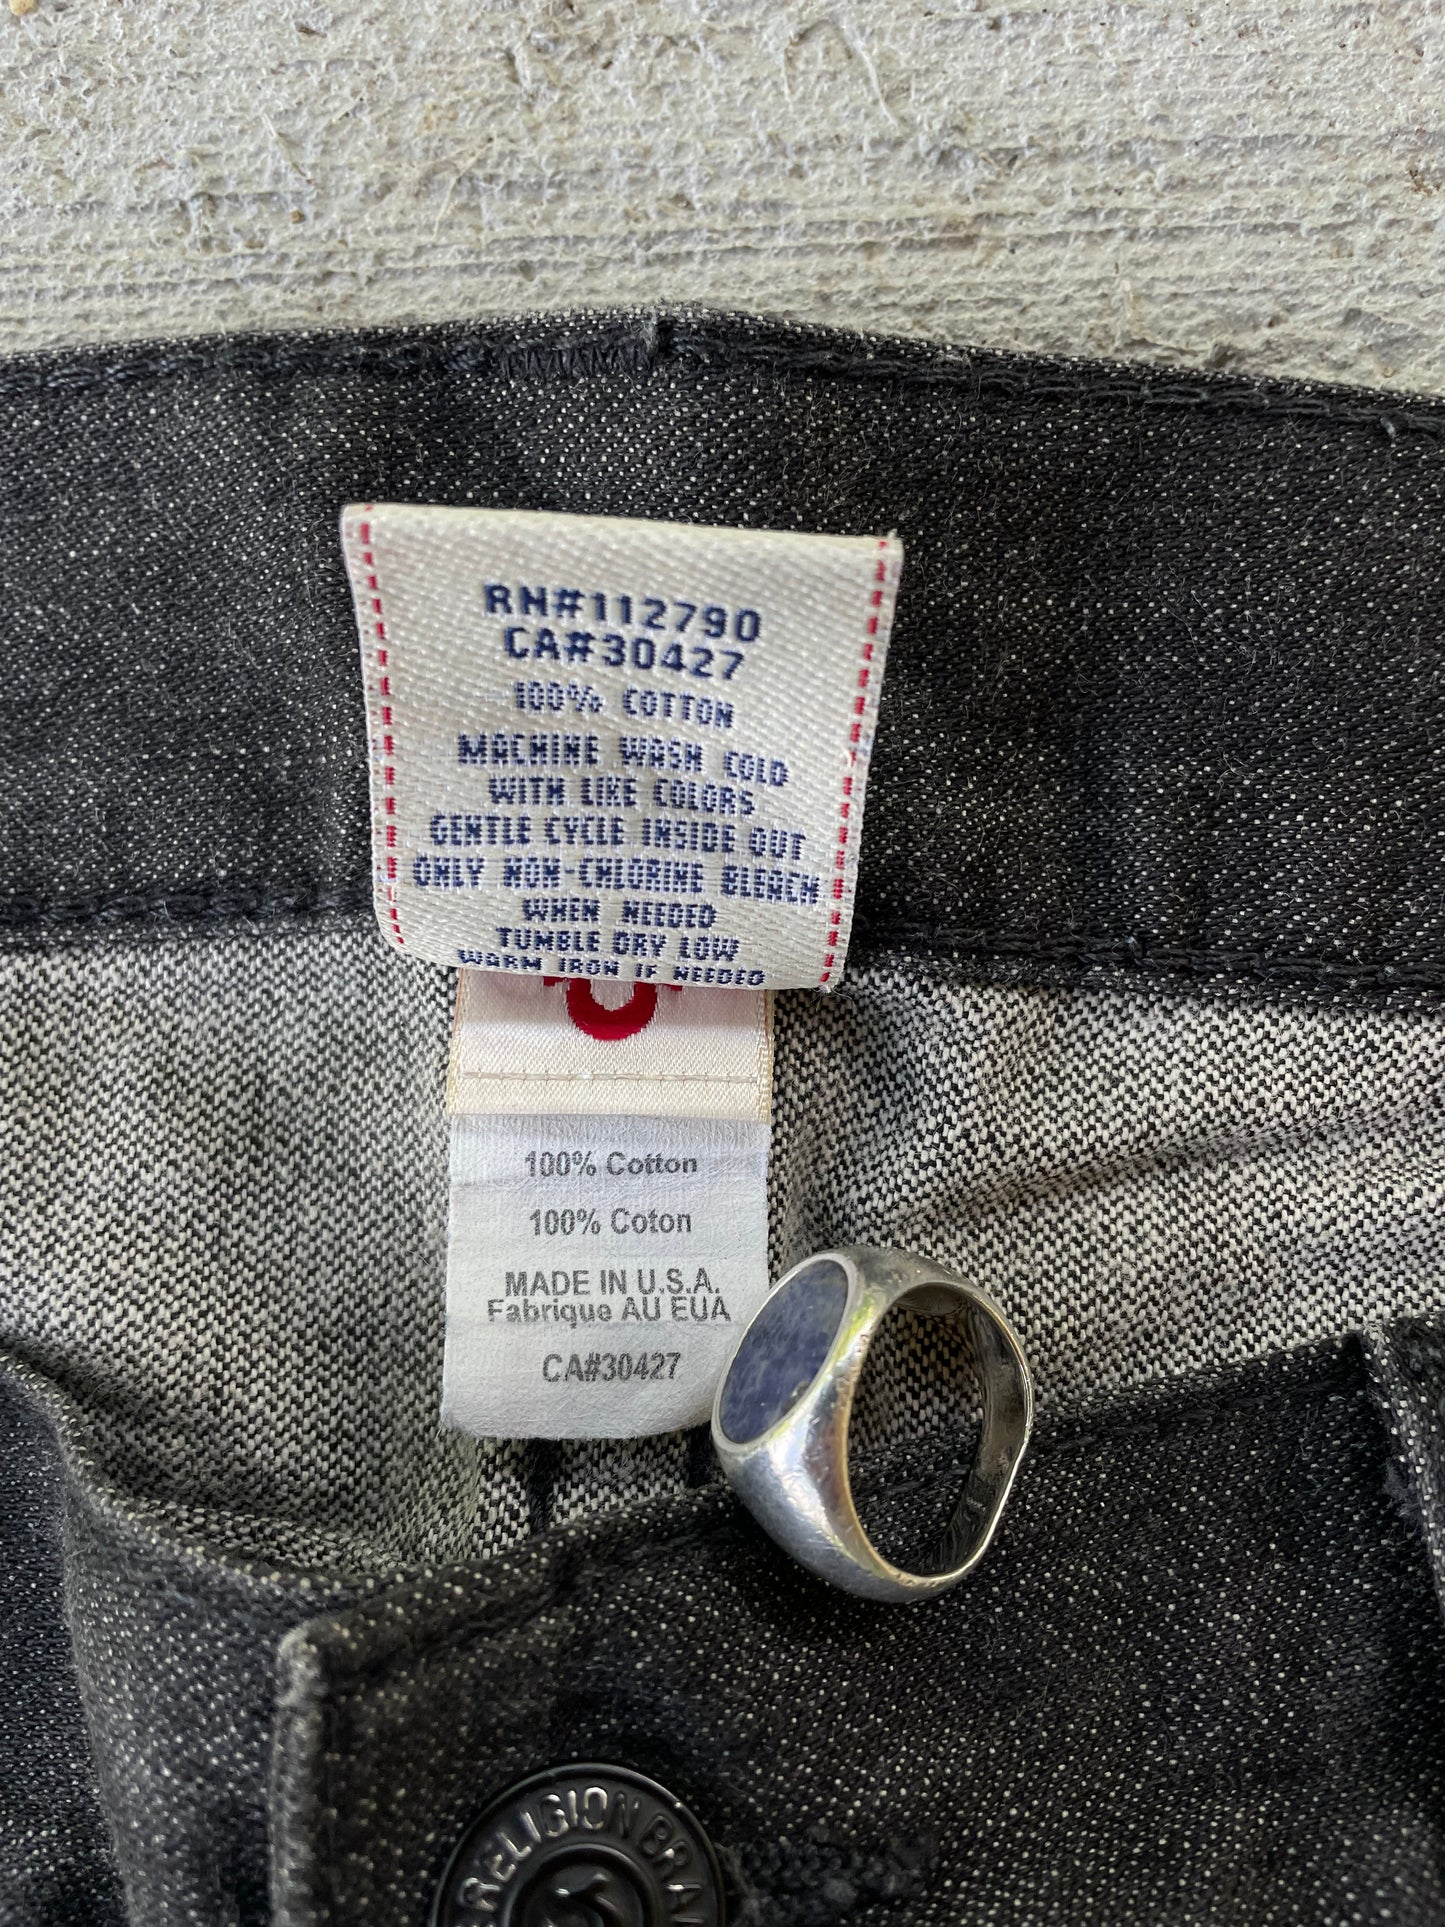 RN#112790
CA#30427
100% COTTON
MACHINE WASH COLD
WITH LIKE COLORS
GENTLE CYCLE INSIDE OUT
ONLY NON-CHLORINE BLEACH
WHEN NEEDED
TUMBLE DRY LOW
WARM IRON IF NEEDED
100% Cotton
100% Coton
MADE IN U.S.A.
Fabrique AU EUA
CA#30427
RELIGION BRA